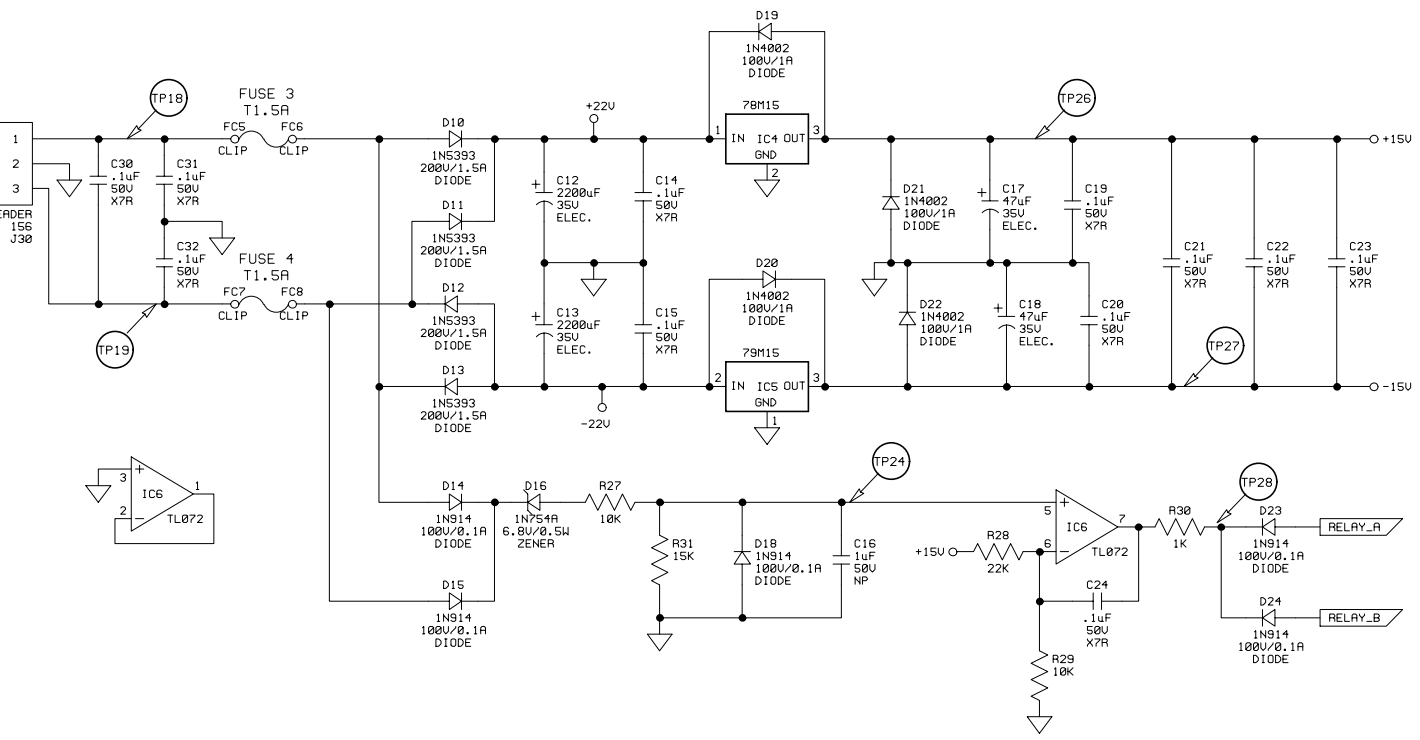 D19
1N4002
100V/1A
DIODE
TP18
FUSE 3
T1.5A
FC5
FC6
CLIP
CLIP
+22V
78M15
1
IN
IC4
OUT
3
GND
2
TP26
+15V
1
2
3
EADER
156
J30
C30
.1uF
50V
X7R
C31
.1uF
50V
X7R
C32
.1uF
50V
X7R
D10
1N5393
200V/1.5A
DIODE
D11
1N5393
200V/1.5A
DIODE
+
C12
2200uF
35V
ELEC.
C14
.1uF
50V
X7R
D21
1N4002
100V/1A
DIODE
+
C17
47uF
35V
ELEC.
C19
.1uF
50V
X7R
FUSE 4
T1.5A
FC7
FC8
CLIP
CLIP
TP19
D12
1N5393
200V/1.5A
DIODE
D13
1N5393
200V/1.5A
DIODE
+
C13
2200uF
35V
ELEC.
C15
.1uF
50V
X7R
-22V
D20
1N4002
100V/1A
DIODE
79M15
2
IN
IC5
OUT
3
GND
1
D22
1N4002
100V/1A
DIODE
+
C18
47uF
35V
ELEC.
C20
.1uF
50V
X7R
C21
.1uF
50V
X7R
C22
.1uF
50V
X7R
C23
.1uF
50V
X7R
TP27
-15V
3
+
IC6
1
2
-
TL072
D14
1N914
100V/0.1A
DIODE
D15
1N914
100V/0.1A
DIODE
D16
1N754A
6.8V/0.5W
ZENER
R27
10K
R31
15K
D18
1N914
100V/0.1A
DIODE
C16
1uF
50V
NP
TP24
+15V
R28
22K
5
+
IC6
7
6
-
TL072
C24
.1uF
50V
X7R
R29
10K
R30
1K
TP28
D23
1N914
100V/0.1A
DIODE
RELAY_A
D24
1N914
100V/0.1A
DIODE
RELAY_B